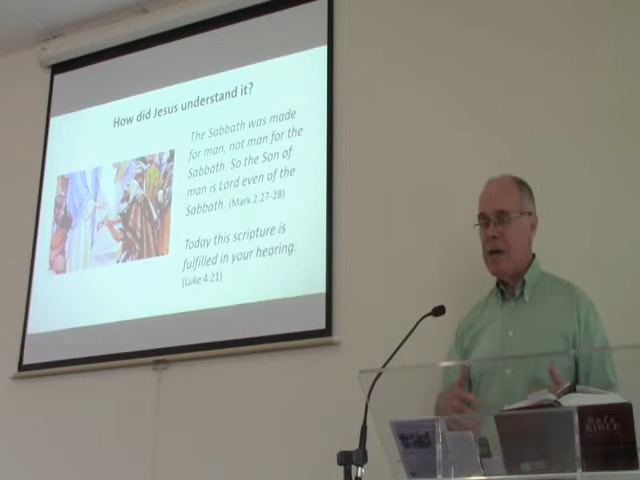 How did Jesus understand it?
The Sabbath was made
for man, not man for the
Sabbath. So the Son of
man is Lord even of the
Sabbath. (Mark 2:27-28)
Today this scripture is
fulfilled in your hearing.
(Luke 4:21)
holy
BIBLE